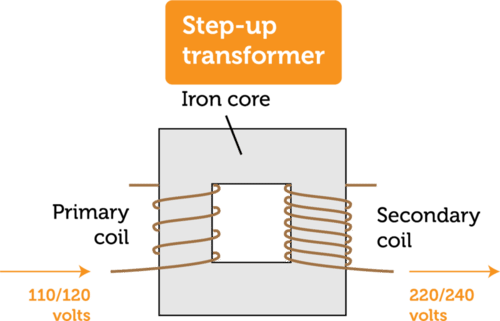 Step-up
transformer
Iron core
Primary
coil
Secondary
coil
110/120
volts
220/240
volts